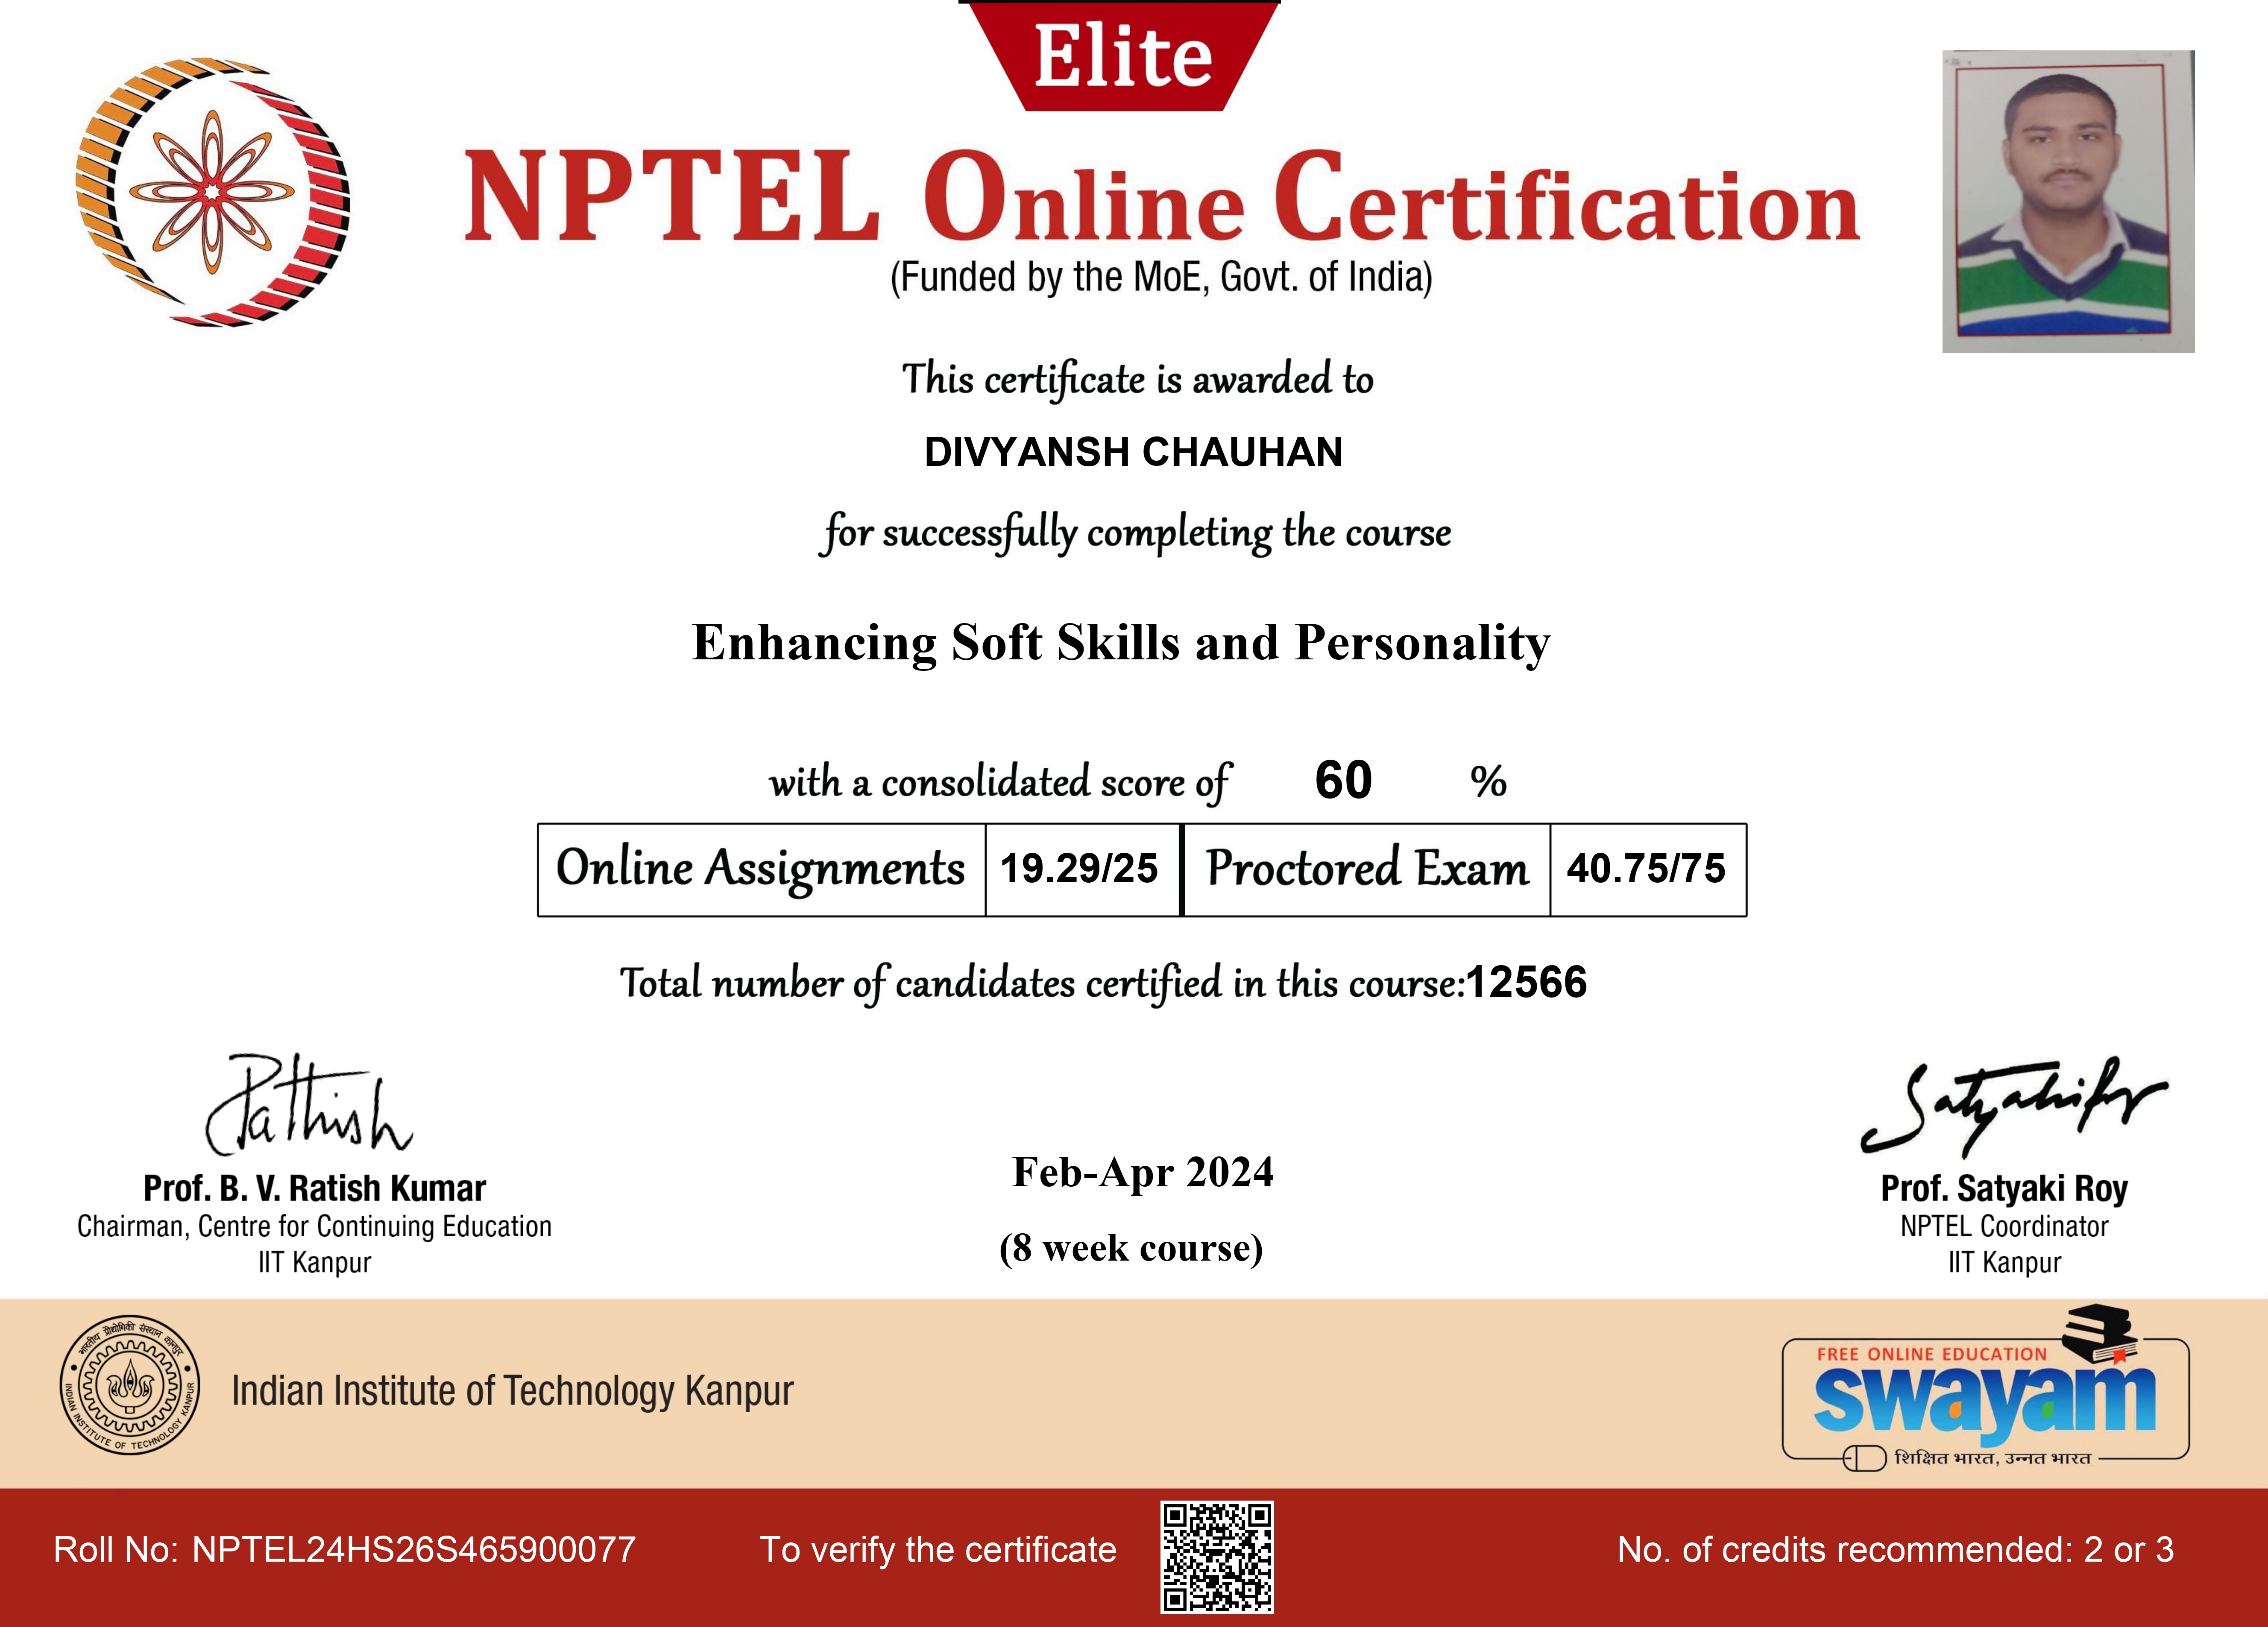 Elite
NPTEL Online Certification
(Funded by the MoE, Govt. of India)
This certificate is awarded to
DIVYANSH CHAUHAN
for successfully completing the course
Enhancing Soft Skills and Personality
with a consolidated score of 60 %
Online Assignments 19.29/25 Proctored Exam 40.75/75
Total number of candidates certified in this course:12566
Prof. B. V. Ratish Kumar
Chairman, Centre for Continuing Education
IIT Kanpur
Feb-Apr 2024
(8 week course)
Prof. Satyaki Roy
NPTEL Coordinator
IIT Kanpur
भारतीय प्रौद्योगिकी संस्थान कानपुर
INDIAN INSTITUTE OF TECHNOLOGY KANPUR
Indian Institute of Technology Kanpur
FREE ONLINE EDUCATION
swayam
शिक्षित भारत, उन्नत भारत
Roll No: NPTEL24HS26S465900077
To verify the certificate
No. of credits recommended: 2 or 3